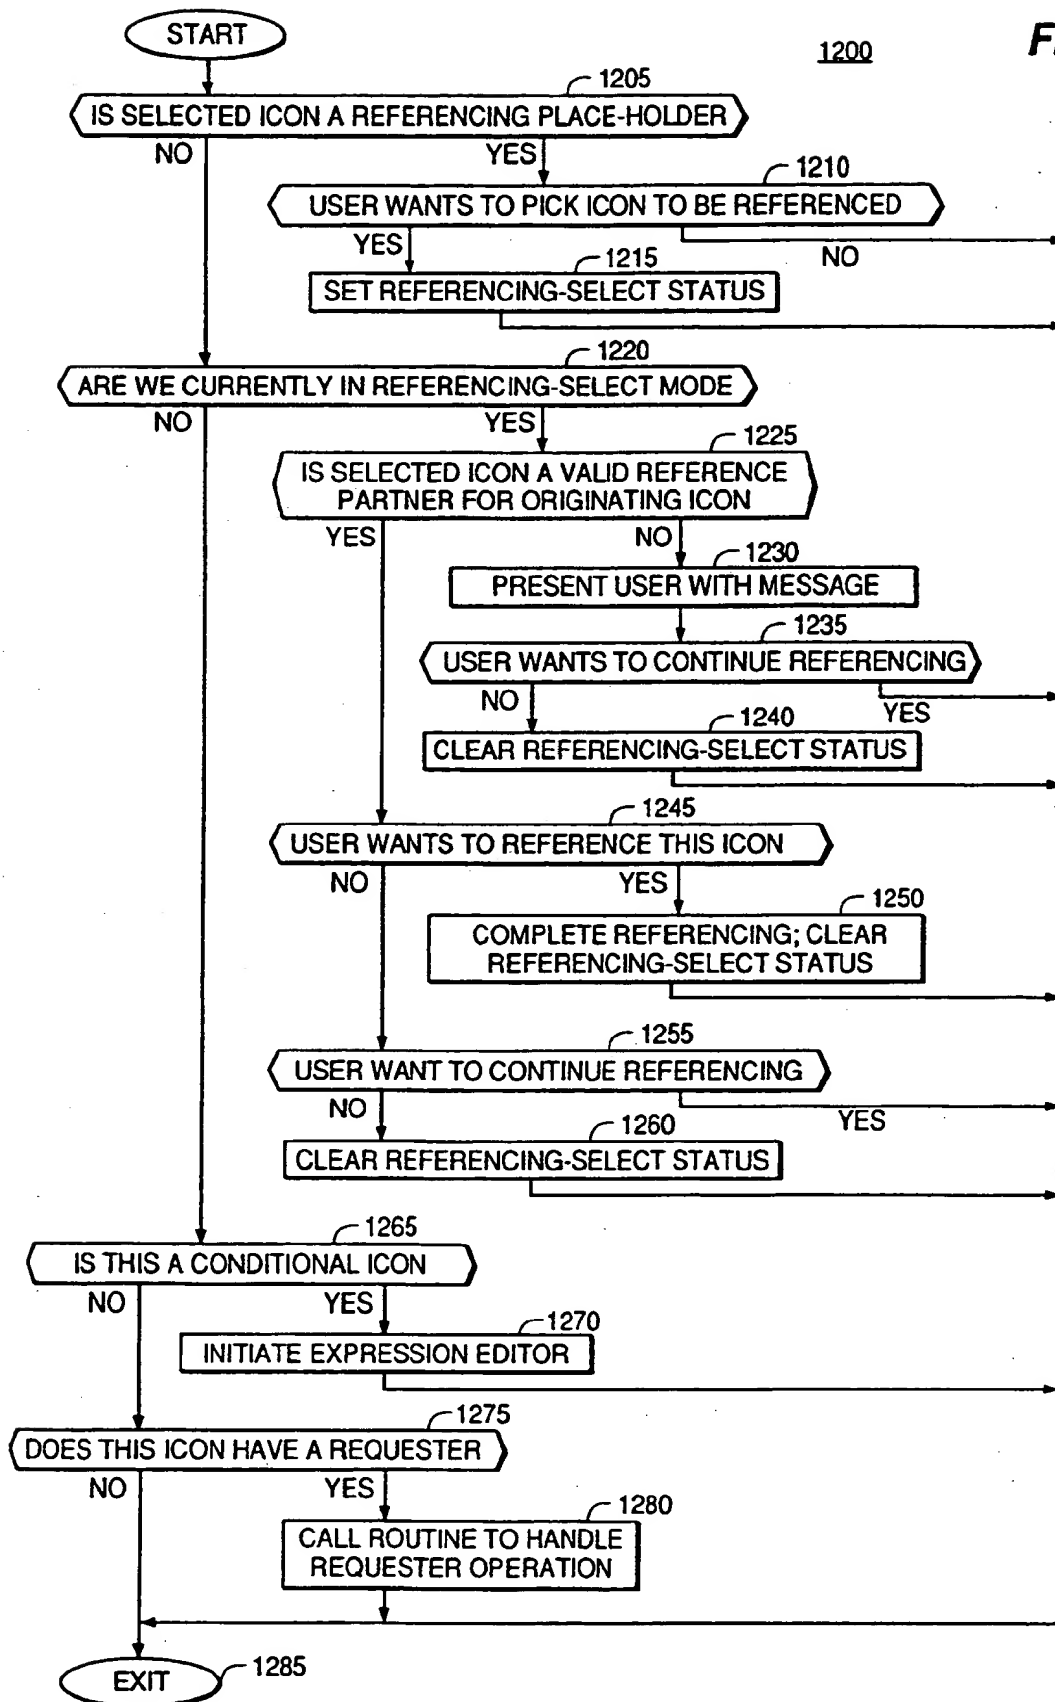 START
1200
1205
IS SELECTED ICON A REFERENCING PLACE-HOLDER
NO
YES
1210
USER WANTS TO PICK ICON TO BE REFERENCED
YES
NO
1215
SET REFERENCING-SELECT STATUS
1220
ARE WE CURRENTLY IN REFERENCING-SELECT MODE
NO
YES
1225
IS SELECTED ICON A VALID REFERENCE
PARTNER FOR ORIGINATING ICON
YES
NO
1230
PRESENT USER WITH MESSAGE
1235
USER WANTS TO CONTINUE REFERENCING
NO
YES
1240
CLEAR REFERENCING-SELECT STATUS
1245
USER WANTS TO REFERENCE THIS ICON
NO
YES
1250
COMPLETE REFERENCING; CLEAR
REFERENCING-SELECT STATUS
1255
USER WANT TO CONTINUE REFERENCING
NO
YES
1260
CLEAR REFERENCING-SELECT STATUS
1265
IS THIS A CONDITIONAL ICON
NO
YES
1270
INITIATE EXPRESSION EDITOR
1275
DOES THIS ICON HAVE A REQUESTER
NO
YES
1280
CALL ROUTINE TO HANDLE
REQUESTER OPERATION
EXIT
1285